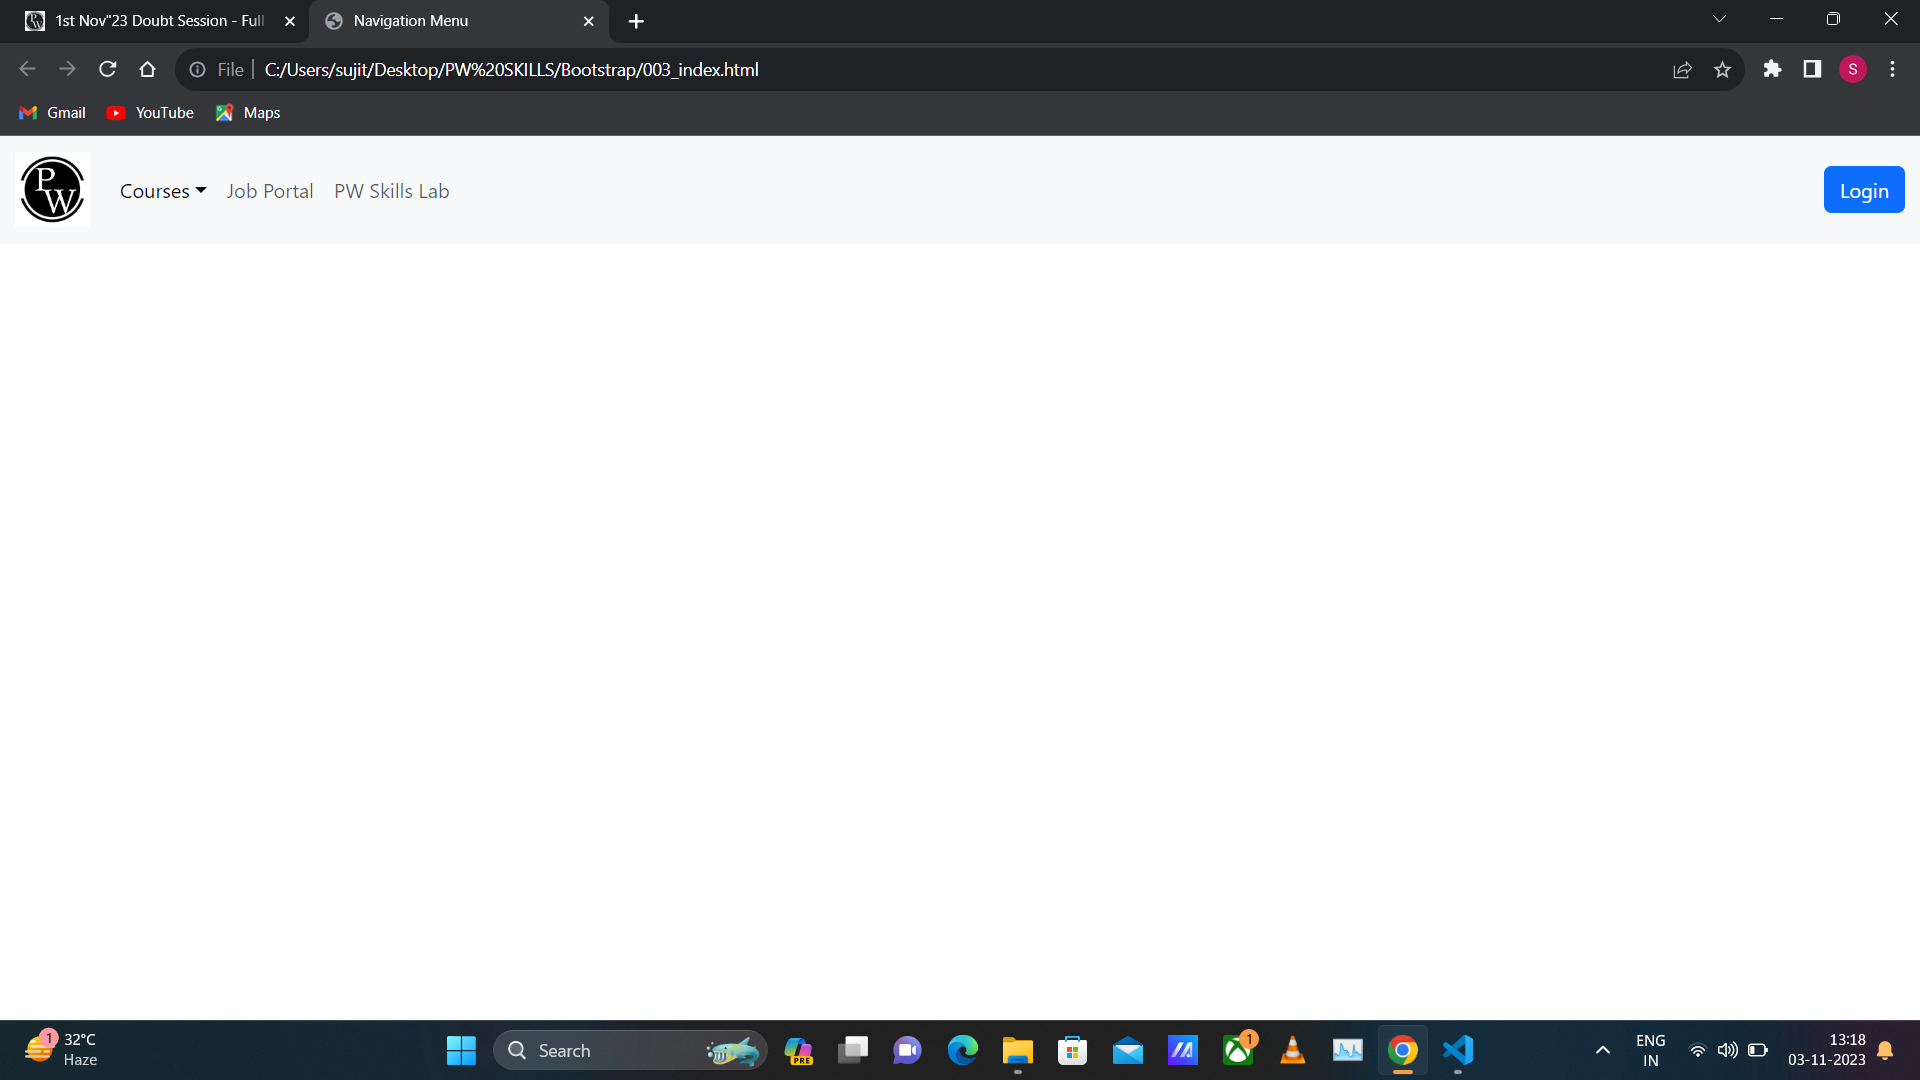 1st Nov"23 Doubt Session - Full
Navigation Menu
File C:/Users/sujit/Desktop/PW%20SKILLS/Bootstrap/003_index.html
S
Gmail YouTube Maps
PW Courses Job Portal PW Skills Lab Login
1 32°C
Haze
Search
PRE
1
ENG
IN
13:18
03-11-2023